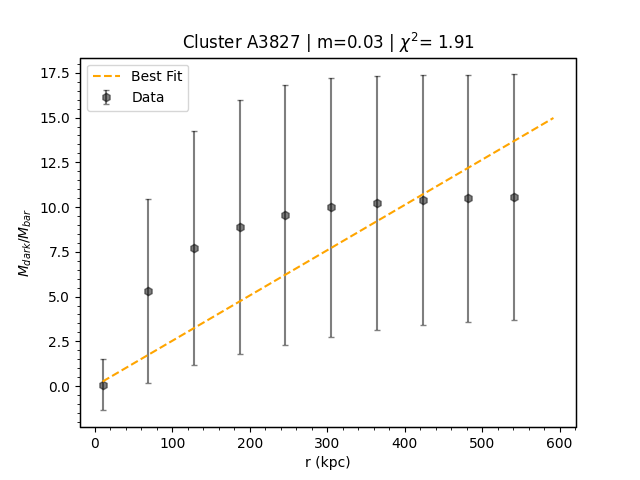 Cluster A3827 | m=0.03 | χ²= 1.91
Best Fit
Data
17.5
15.0
12.5
10.0
7.5
5.0
2.5
0.0
M_dark/M_bar
0 100 200 300 400 500 600
r (kpc)